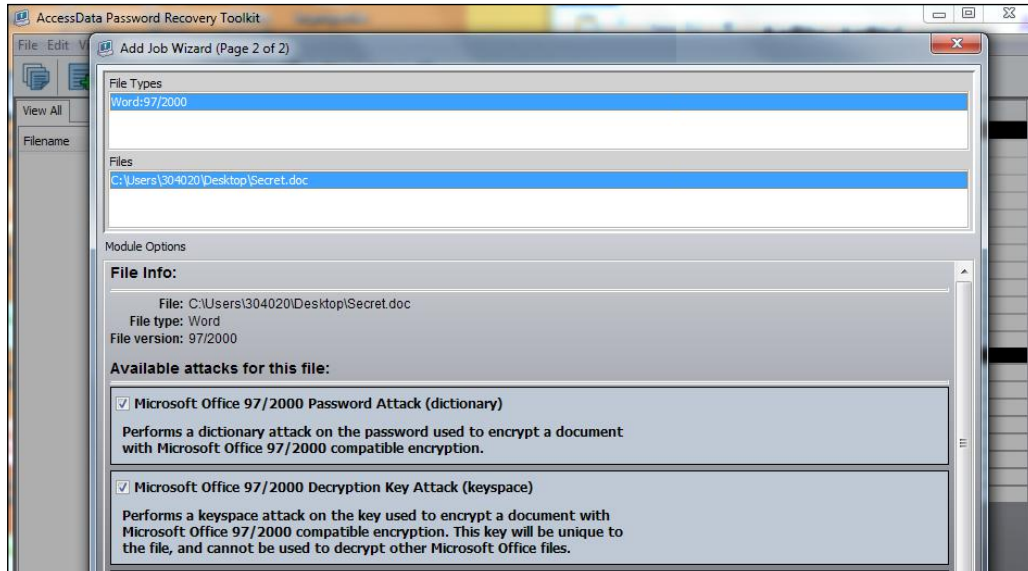 AccessData Password Recovery Toolkit
File Edit
Add Job Wizard (Page 2 of 2)
File Types
Word:97/2000
View All
Filename
Files
C:\Users\304020\Desktop\Secret.doc
Module Options
File Info:
File: C:\Users\304020\Desktop\Secret.doc
File type: Word
File version: 97/2000
Available attacks for this file:
Microsoft Office 97/2000 Password Attack (dictionary)
Performs a dictionary attack on the password used to encrypt a document
with Microsoft Office 97/2000 compatible encryption.
Microsoft Office 97/2000 Decryption Key Attack (keyspace)
Performs a keyspace attack on the key used to encrypt a document with
Microsoft Office 97/2000 compatible encryption. This key will be unique to
the file, and cannot be used to decrypt other Microsoft Office files.